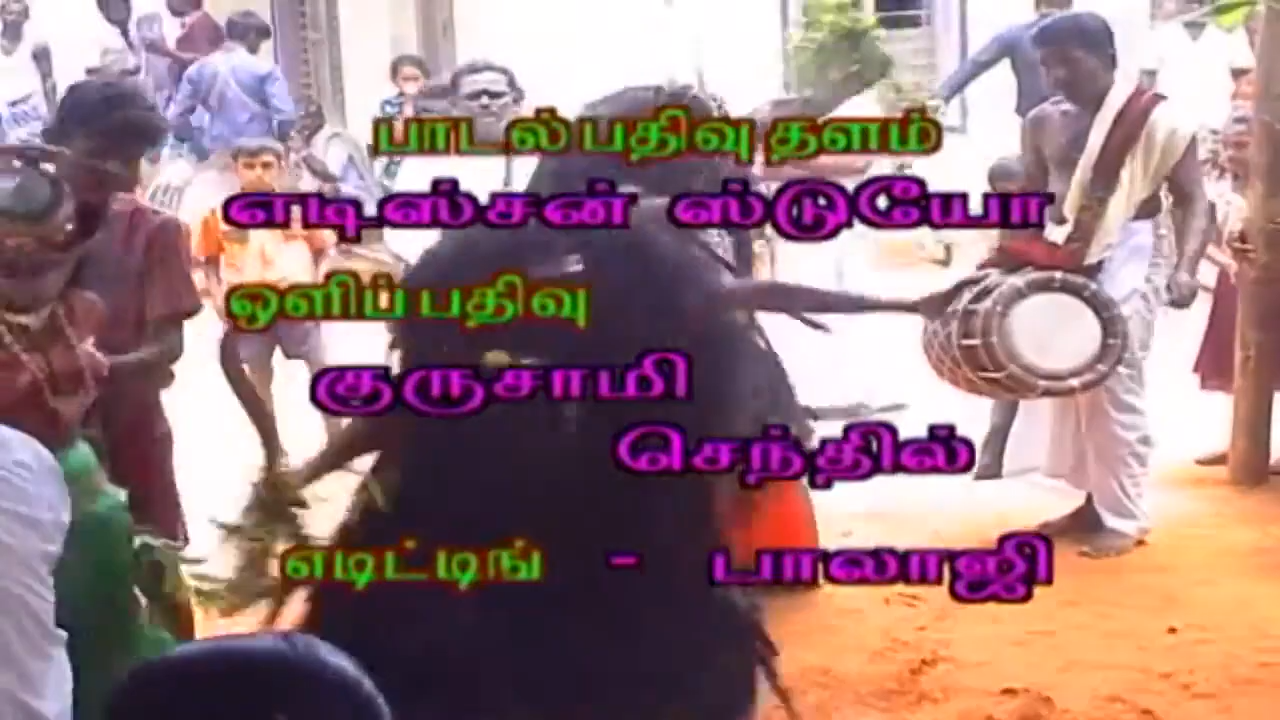 பாடல் பதிவு தளம்
எடிஸ்சன் ஸ்டுயோ
ஒளிப்பதிவு
குருசாமி
செந்தில்
எடிட்டிங் - பாலாஜி